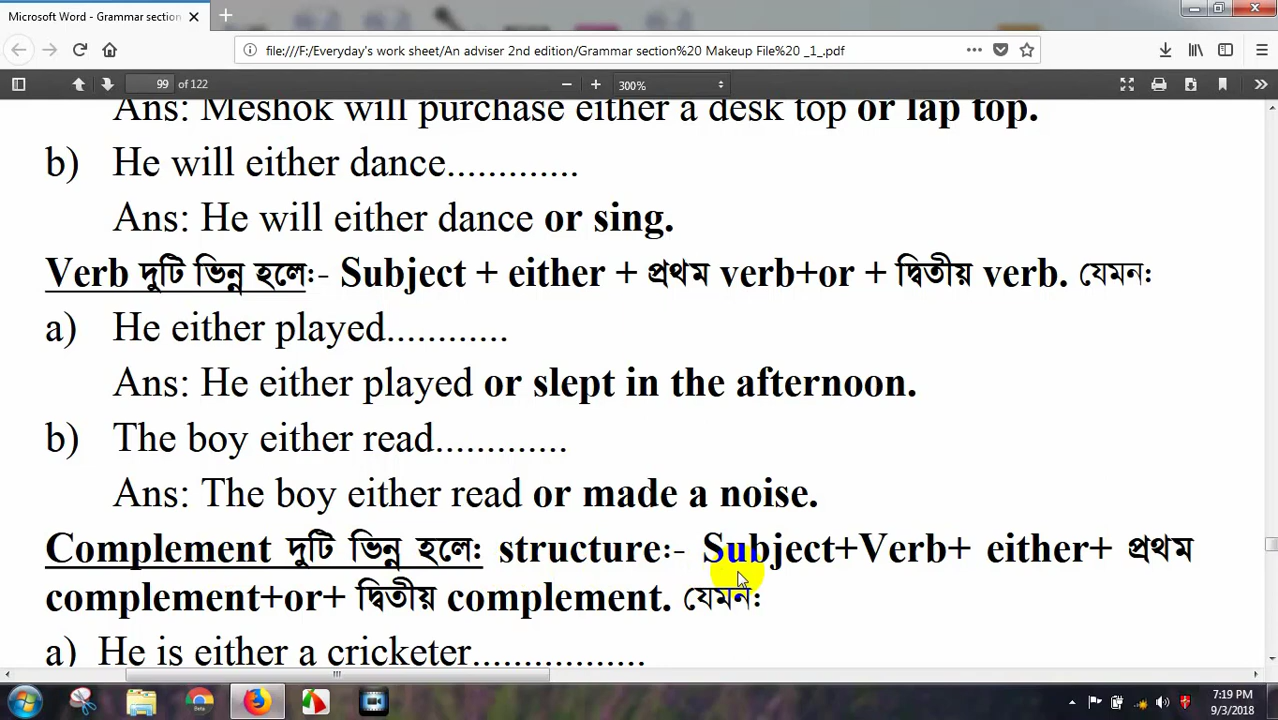 Microsoft Word - Grammar section
file:///F:/Everyday's work sheet/An adviser 2nd edition/Grammar section%20 Makeup File%20 _1_.pdf
99 of 122
300%
Ans: Meshok will purchase either a desk top or lap top.
b) He will either dance.............
Ans: He will either dance or sing.
Verb দুটি ভিন্ন হলেঃ- Subject + either + প্রথম verb+or + দ্বিতীয় verb. যেমনঃ
a) He either played............
Ans: He either played or slept in the afternoon.
b) The boy either read.............
Ans: The boy either read or made a noise.
Complement দুটি ভিন্ন হলেঃ structureঃ- Subject+Verb+ either+ প্রথম
complement+or+ দ্বিতীয় complement. যেমনঃ
a) He is either a cricketer.................
7:19 PM
9/3/2018